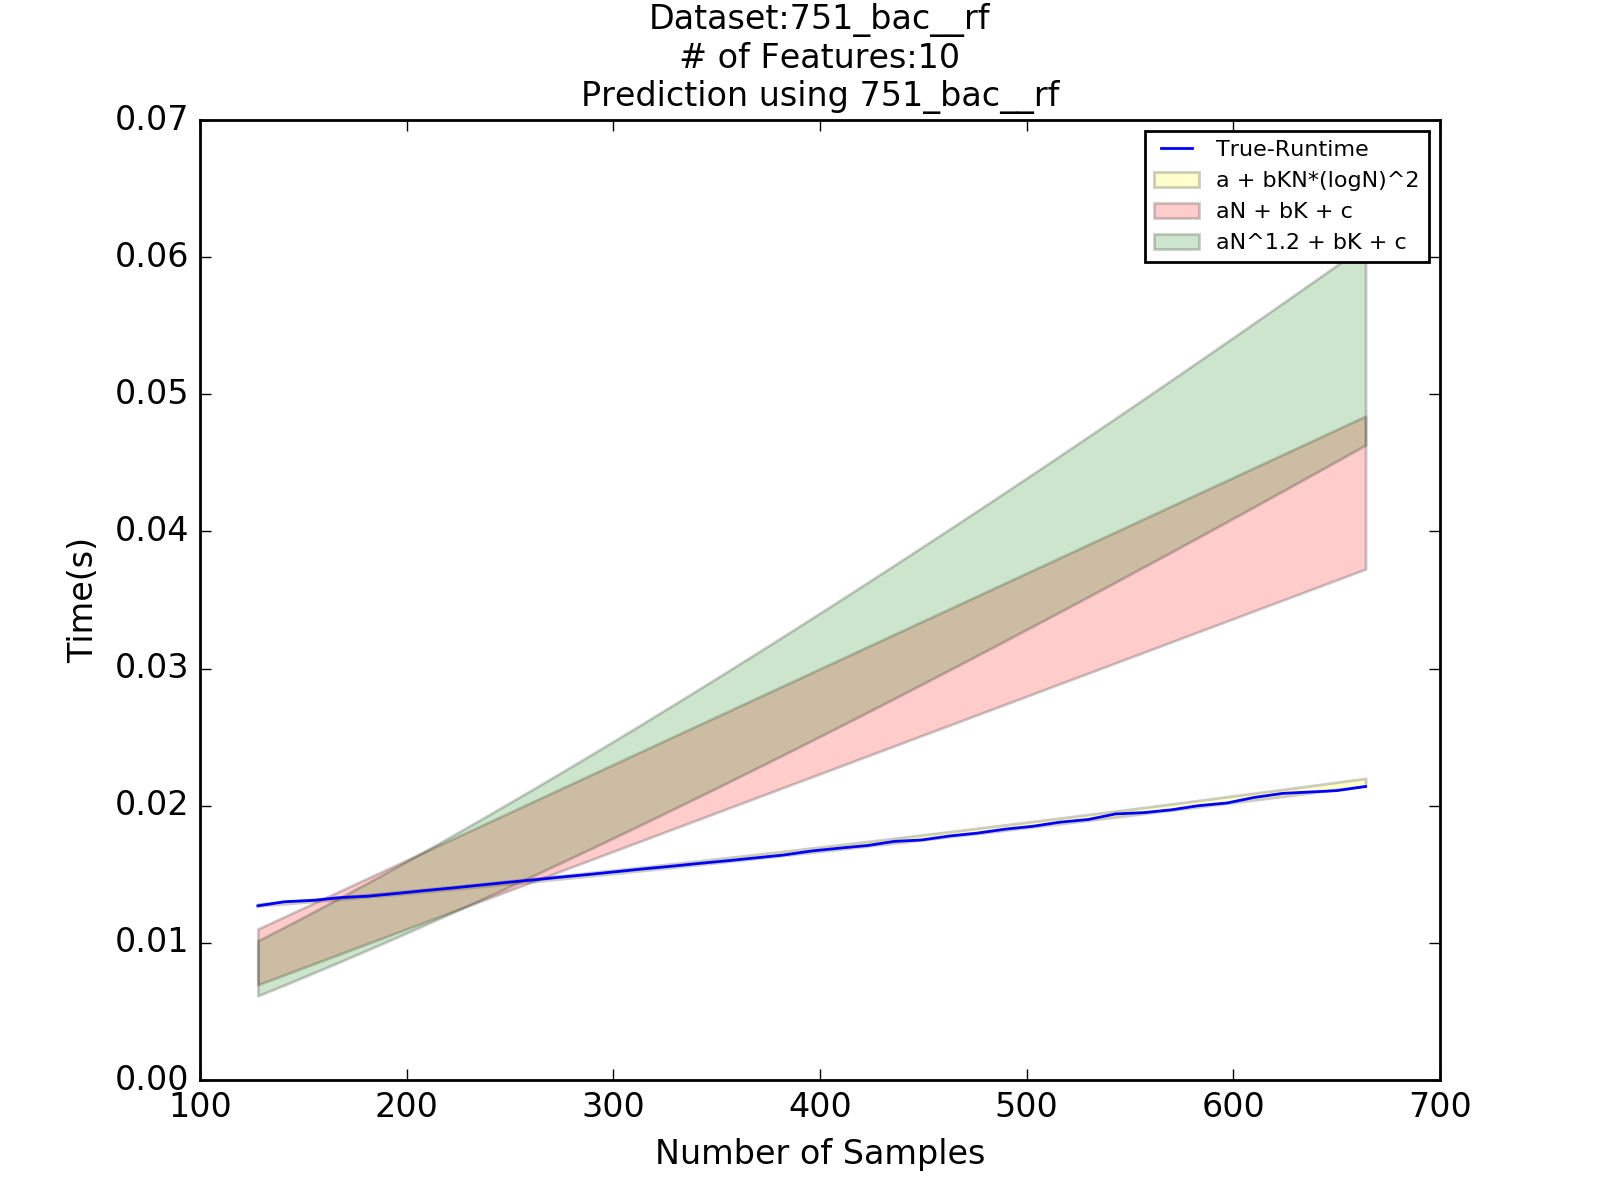 Dataset:751_bac__rf
# of Features:10
Prediction using 751_bac__rf
True-Runtime
a + bKN*(logN)^2
aN + bK + c
aN^1.2 + bK + c
0.07
0.06
0.05
0.04
0.03
0.02
0.01
0.00
Time(s)
100 200 300 400 500 600 700
Number of Samples